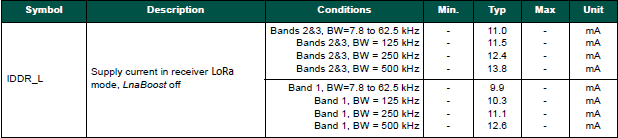 Symbol Description Conditions Min. Typ Max Unit
IDDR_L Supply current in receiver LoRa mode, LnaBoost off
Bands 2&3, BW=7.8 to 62.5 kHz - 11.0 - mA
Bands 2&3, BW = 125 kHz - 11.5 - mA
Bands 2&3, BW = 250 kHz - 12.4 - mA
Bands 2&3, BW = 500 kHz - 13.8 - mA
Band 1, BW=7.8 to 62.5 kHz - 9.9 - mA
Band 1, BW = 125 kHz - 10.3 - mA
Band 1, BW = 250 kHz - 11.1 - mA
Band 1, BW = 500 kHz - 12.6 - mA